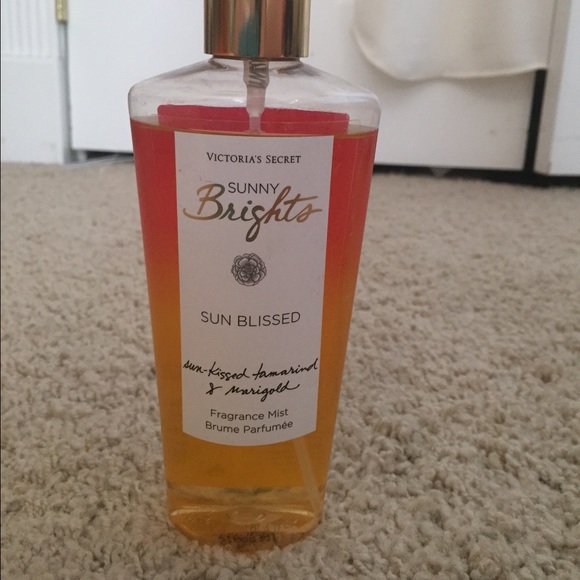 VICTORIA'S SECRET
SUNNY
Brights
SUN BLISSED
sun-kissed tamarind
& marigold
Fragrance Mist
Brume Parfumée